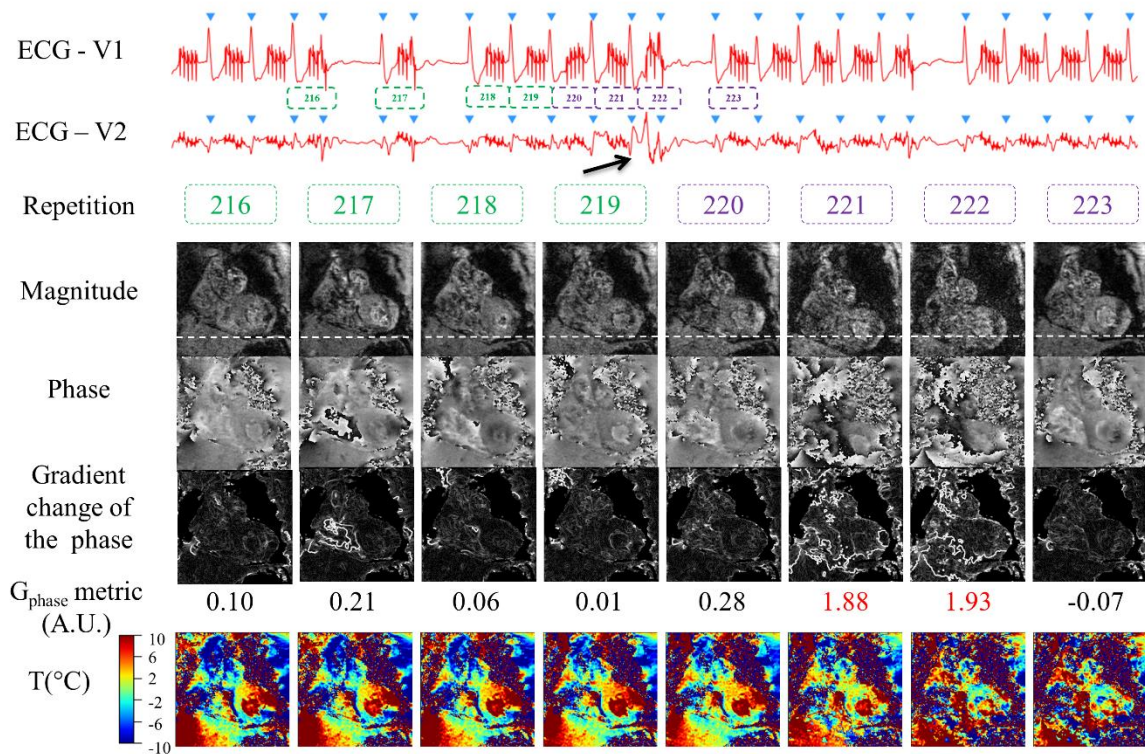 ECG - V1
216 217 218 219 220 221 222 223
ECG – V2
Repetition 216 217 218 219 220 221 222 223
Magnitude
Phase
Gradient
change of
the phase
Gphase metric
(A.U.) 0.10 0.21 0.06 0.01 0.28 1.88 1.93 -0.07
T(°C)
10
6
2
-2
-6
-10